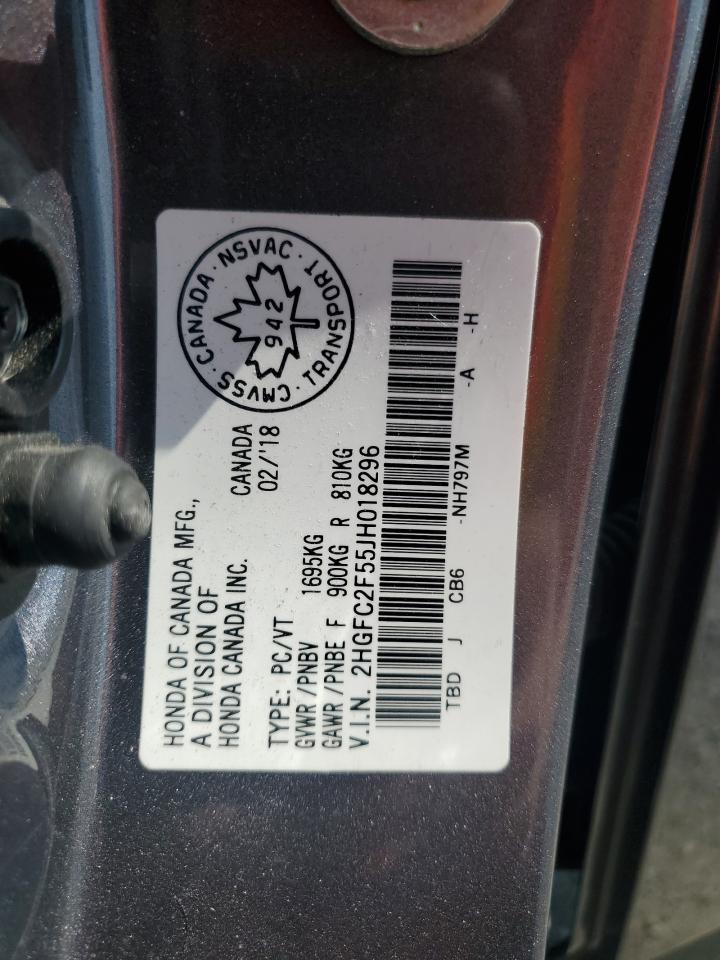 HONDA OF CANADA MFG.,
A DIVISION OF
HONDA CANADA INC.
CANADA
02/'18
TYPE: PC/VT
GVWR/PNBV 1695KG
GAWR/PNBE F 900KG R 810KG
V.I.N. 2HGFC2F55JH018296
TBD J CB6 -NH797M -A -H
CANADA · NSVAC · TRANSPORT · CMVSS ·
942